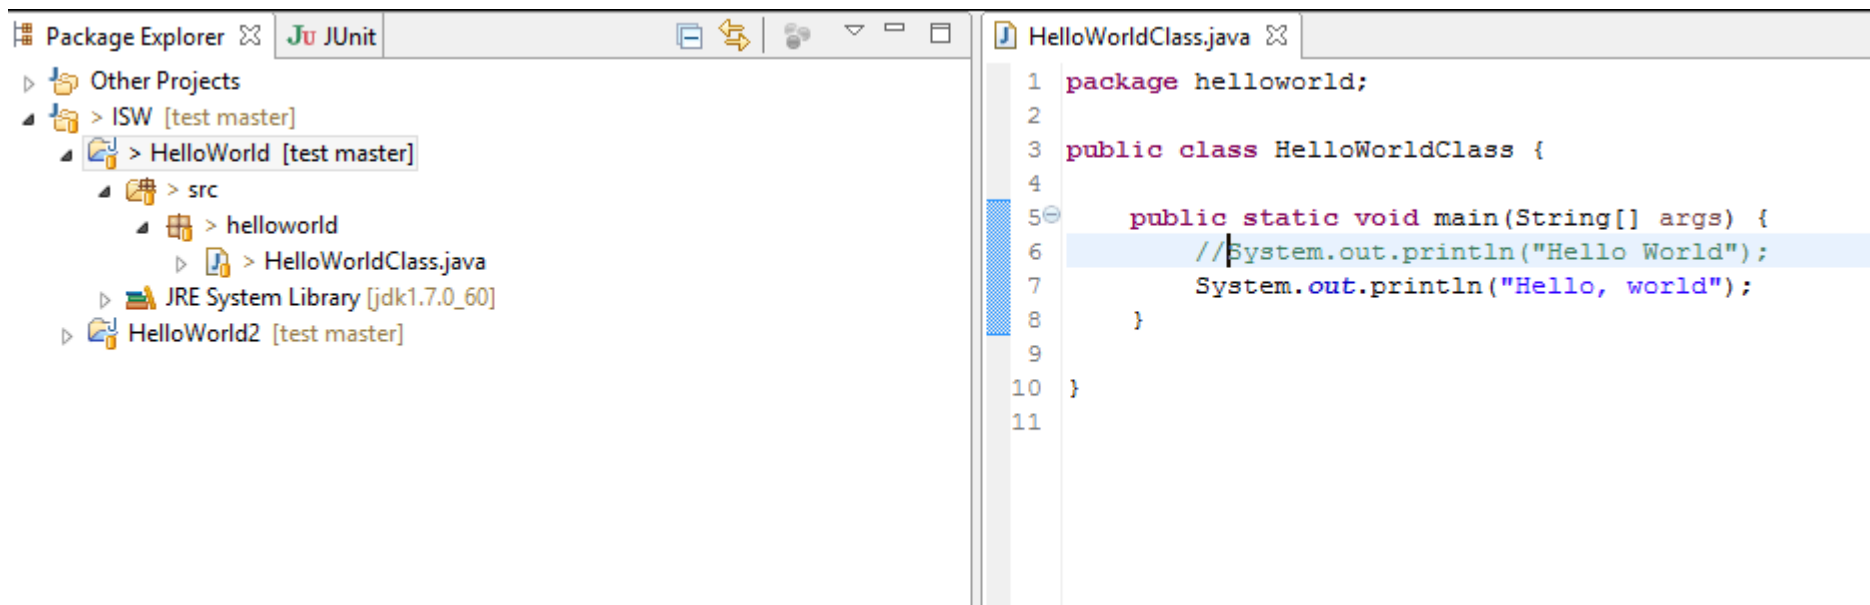 Package Explorer
JU JUnit
Other Projects
> ISW [test master]
> HelloWorld [test master]
> src
> helloworld
> HelloWorldClass.java
JRE System Library [jdk1.7.0_60]
HelloWorld2 [test master]
HelloWorldClass.java
1 package helloworld;
2
3 public class HelloWorldClass {
4
5 public static void main(String[] args) {
6 //System.out.println("Hello World");
7 System.out.println("Hello, world");
8 }
9
10 }
11